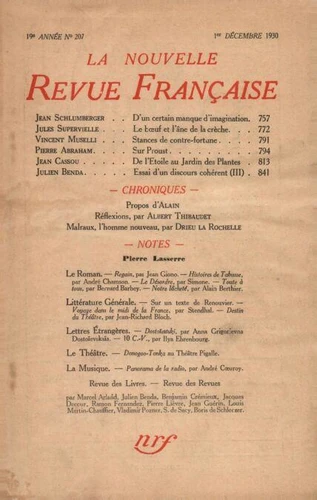 19e ANNÉE No 207 1er DÉCEMBRE 1930
LA NOUVELLE
REVUE FRANÇAISE
JEAN SCHLUMBERGER . . D'un certain manque d'imagination. 757
JULES SUPERVIELLE . . Le bœuf et l'âne de la crèche. . . 772
VINCENT MUSELLI . . Stances de contre-fortune . . . . 791
PIERRE ABRAHAM. . . Sur Proust . . . . . . . . 794
JEAN CASSOU . . . . De l'Etoile au Jardin des Plantes . 813
JULIEN BENDA. . . . Essai d'un discours cohérent (III) . 841
— CHRONIQUES —
Propos d'ALAIN
Réflexions, par ALBERT THIBAUDET
Malraux, l'homme nouveau, par DRIEU LA ROCHELLE
— NOTES —
Pierre Lasserre
Le Roman. — Regain, par Jean Giono. — Histoires de Tabusse,
par André Chamson. — Le Désordre, par Simone. — Toute à
tous, par Bernard Barbey. — Notre lâcheté, par Alain Berthier.
Littérature Générale. — Sur un texte de Renouvier. —
Voyage dans le midi de la France, par Stendhal. — Destin
du Théâtre, par Jean-Richard Bloch.
Lettres Étrangères. — Dostoïevski, par Anna Grigorievna
Dostoïevskaïa. — 10 C.-V., par Ilya Ehrenbourg.
Le Théâtre. — Donogoo-Tonka au Théâtre Pigalle.
La Musique. — Panorama de la radio, par André Cœuroy.
Revue des Livres. — Revue des Revues
par Marcel Arland, Julien Benda, Benjamin Crémieux, Jacques
Decour, Ramon Fernandez, Pierre Lièvre, Jean Guérin, Louis
Martin-Chauffier, Vladimir Pozner, S. de Sacy, Boris de Schlœzer.
nrf